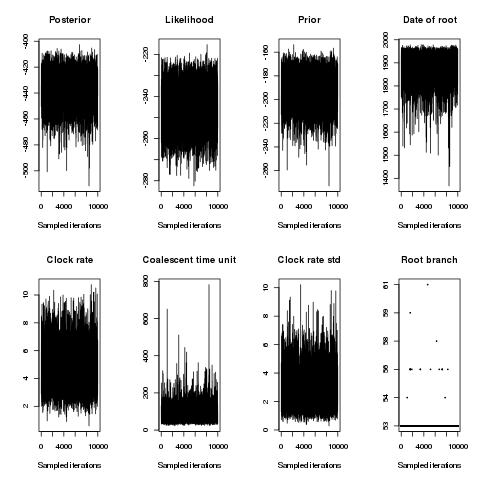 Posterior Likelihood Prior Date of root
-400 -420 -440 -460 -480 -500
-220 -240 -260 -280
-160 -180 -200 -220 -240 -260
2000 1900 1800 1700 1600 1500 1400
0 4000 10000 0 4000 10000 0 4000 10000 0 4000 10000
Sampled iterations Sampled iterations Sampled iterations Sampled iterations
Clock rate Coalescent time unit Clock rate std Root branch
10 8 6 4 2
800 600 400 200 0
10 8 6 4 2 0
61 59 58 56 54 53
0 4000 10000 0 4000 10000 0 4000 10000 0 4000 10000
Sampled iterations Sampled iterations Sampled iterations Sampled iterations